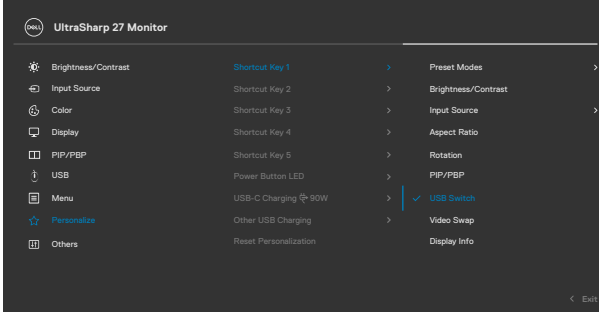 DELL UltraSharp 27 Monitor
Brightness/Contrast
Input Source
Color
Display
PIP/PBP
USB
Menu
Personalize
Others
Shortcut Key 1
Shortcut Key 2
Shortcut Key 3
Shortcut Key 4
Shortcut Key 5
Power Button LED
USB-C Charging 90W
Other USB Charging
Reset Personalization
Preset Modes
Brightness/Contrast
Input Source
Aspect Ratio
Rotation
PIP/PBP
USB Switch
Video Swap
Display Info
Exit